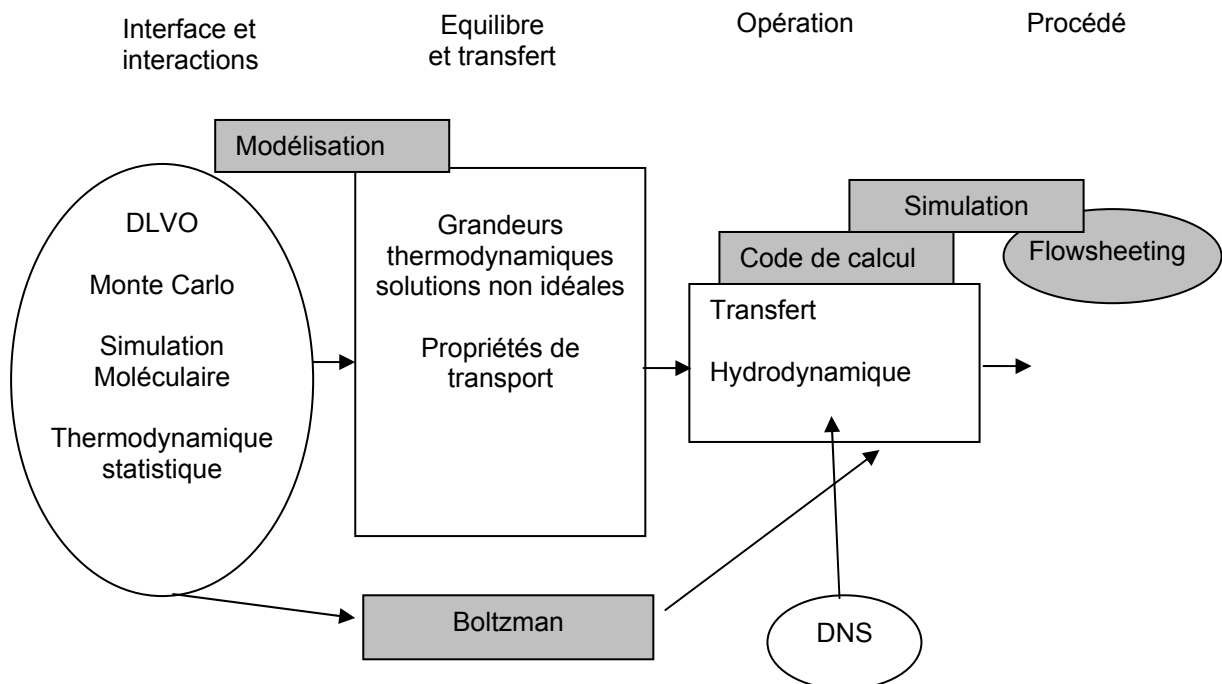 Interface et
interactions
Equilibre
et transfert
Opération
Procédé
Modélisation
DLVO
Monte Carlo
Simulation
Moléculaire
Thermodynamique
statistique
Grandeurs
thermodynamiques
solutions non idéales
Propriétés de
transport
Simulation
Code de calcul
Flowsheeting
Transfert
Hydrodynamique
Boltzman
DNS